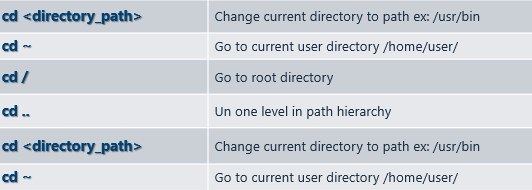 cd <directory_path> Change current directory to path ex: /usr/bin
cd ~ Go to current user directory /home/user/
cd / Go to root directory
cd .. Un one level in path hierarchy
cd <directory_path> Change current directory to path ex: /usr/bin
cd ~ Go to current user directory /home/user/